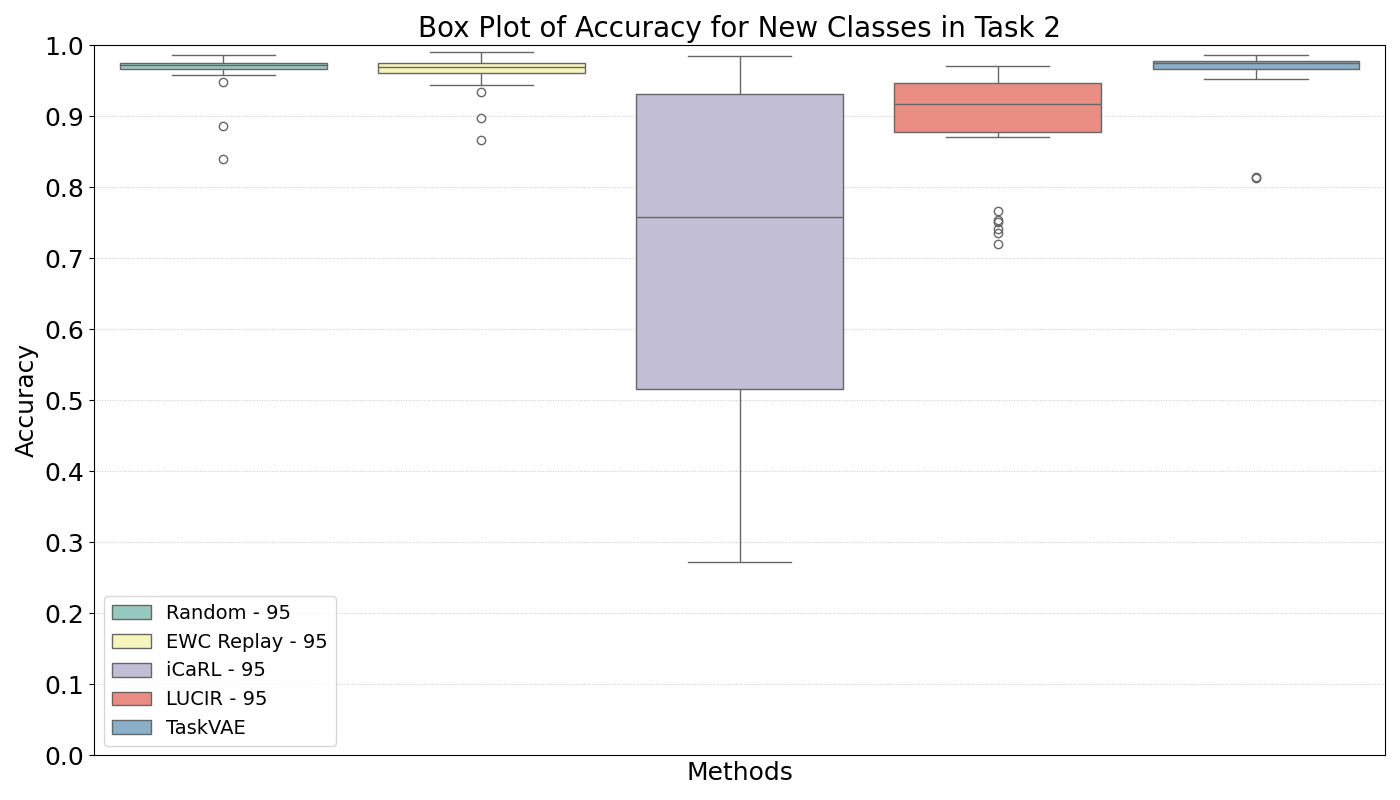 Box Plot of Accuracy for New Classes in Task 2
1.0
0.9
0.8
0.7
0.6
0.5
0.4
0.3
0.2
0.1
0.0
Accuracy
Random - 95
EWC Replay - 95
iCaRL - 95
LUCIR - 95
TaskVAE
Methods